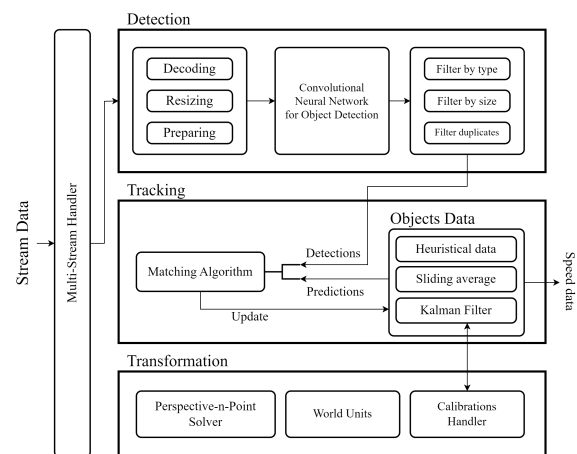 Detection
Decoding
Resizing
Preparing
Convolutional
Neural Network
for Object Detection
Filter by type
Filter by size
Filter duplicates
Stream Data
Multi-Stream Handler
Tracking
Matching Algorithm
Detections
Predictions
Update
Objects Data
Heuristical data
Sliding average
Kalman Filter
Speed data
Transformation
Perspective-n-Point
Solver
World Units
Calibrations
Handler